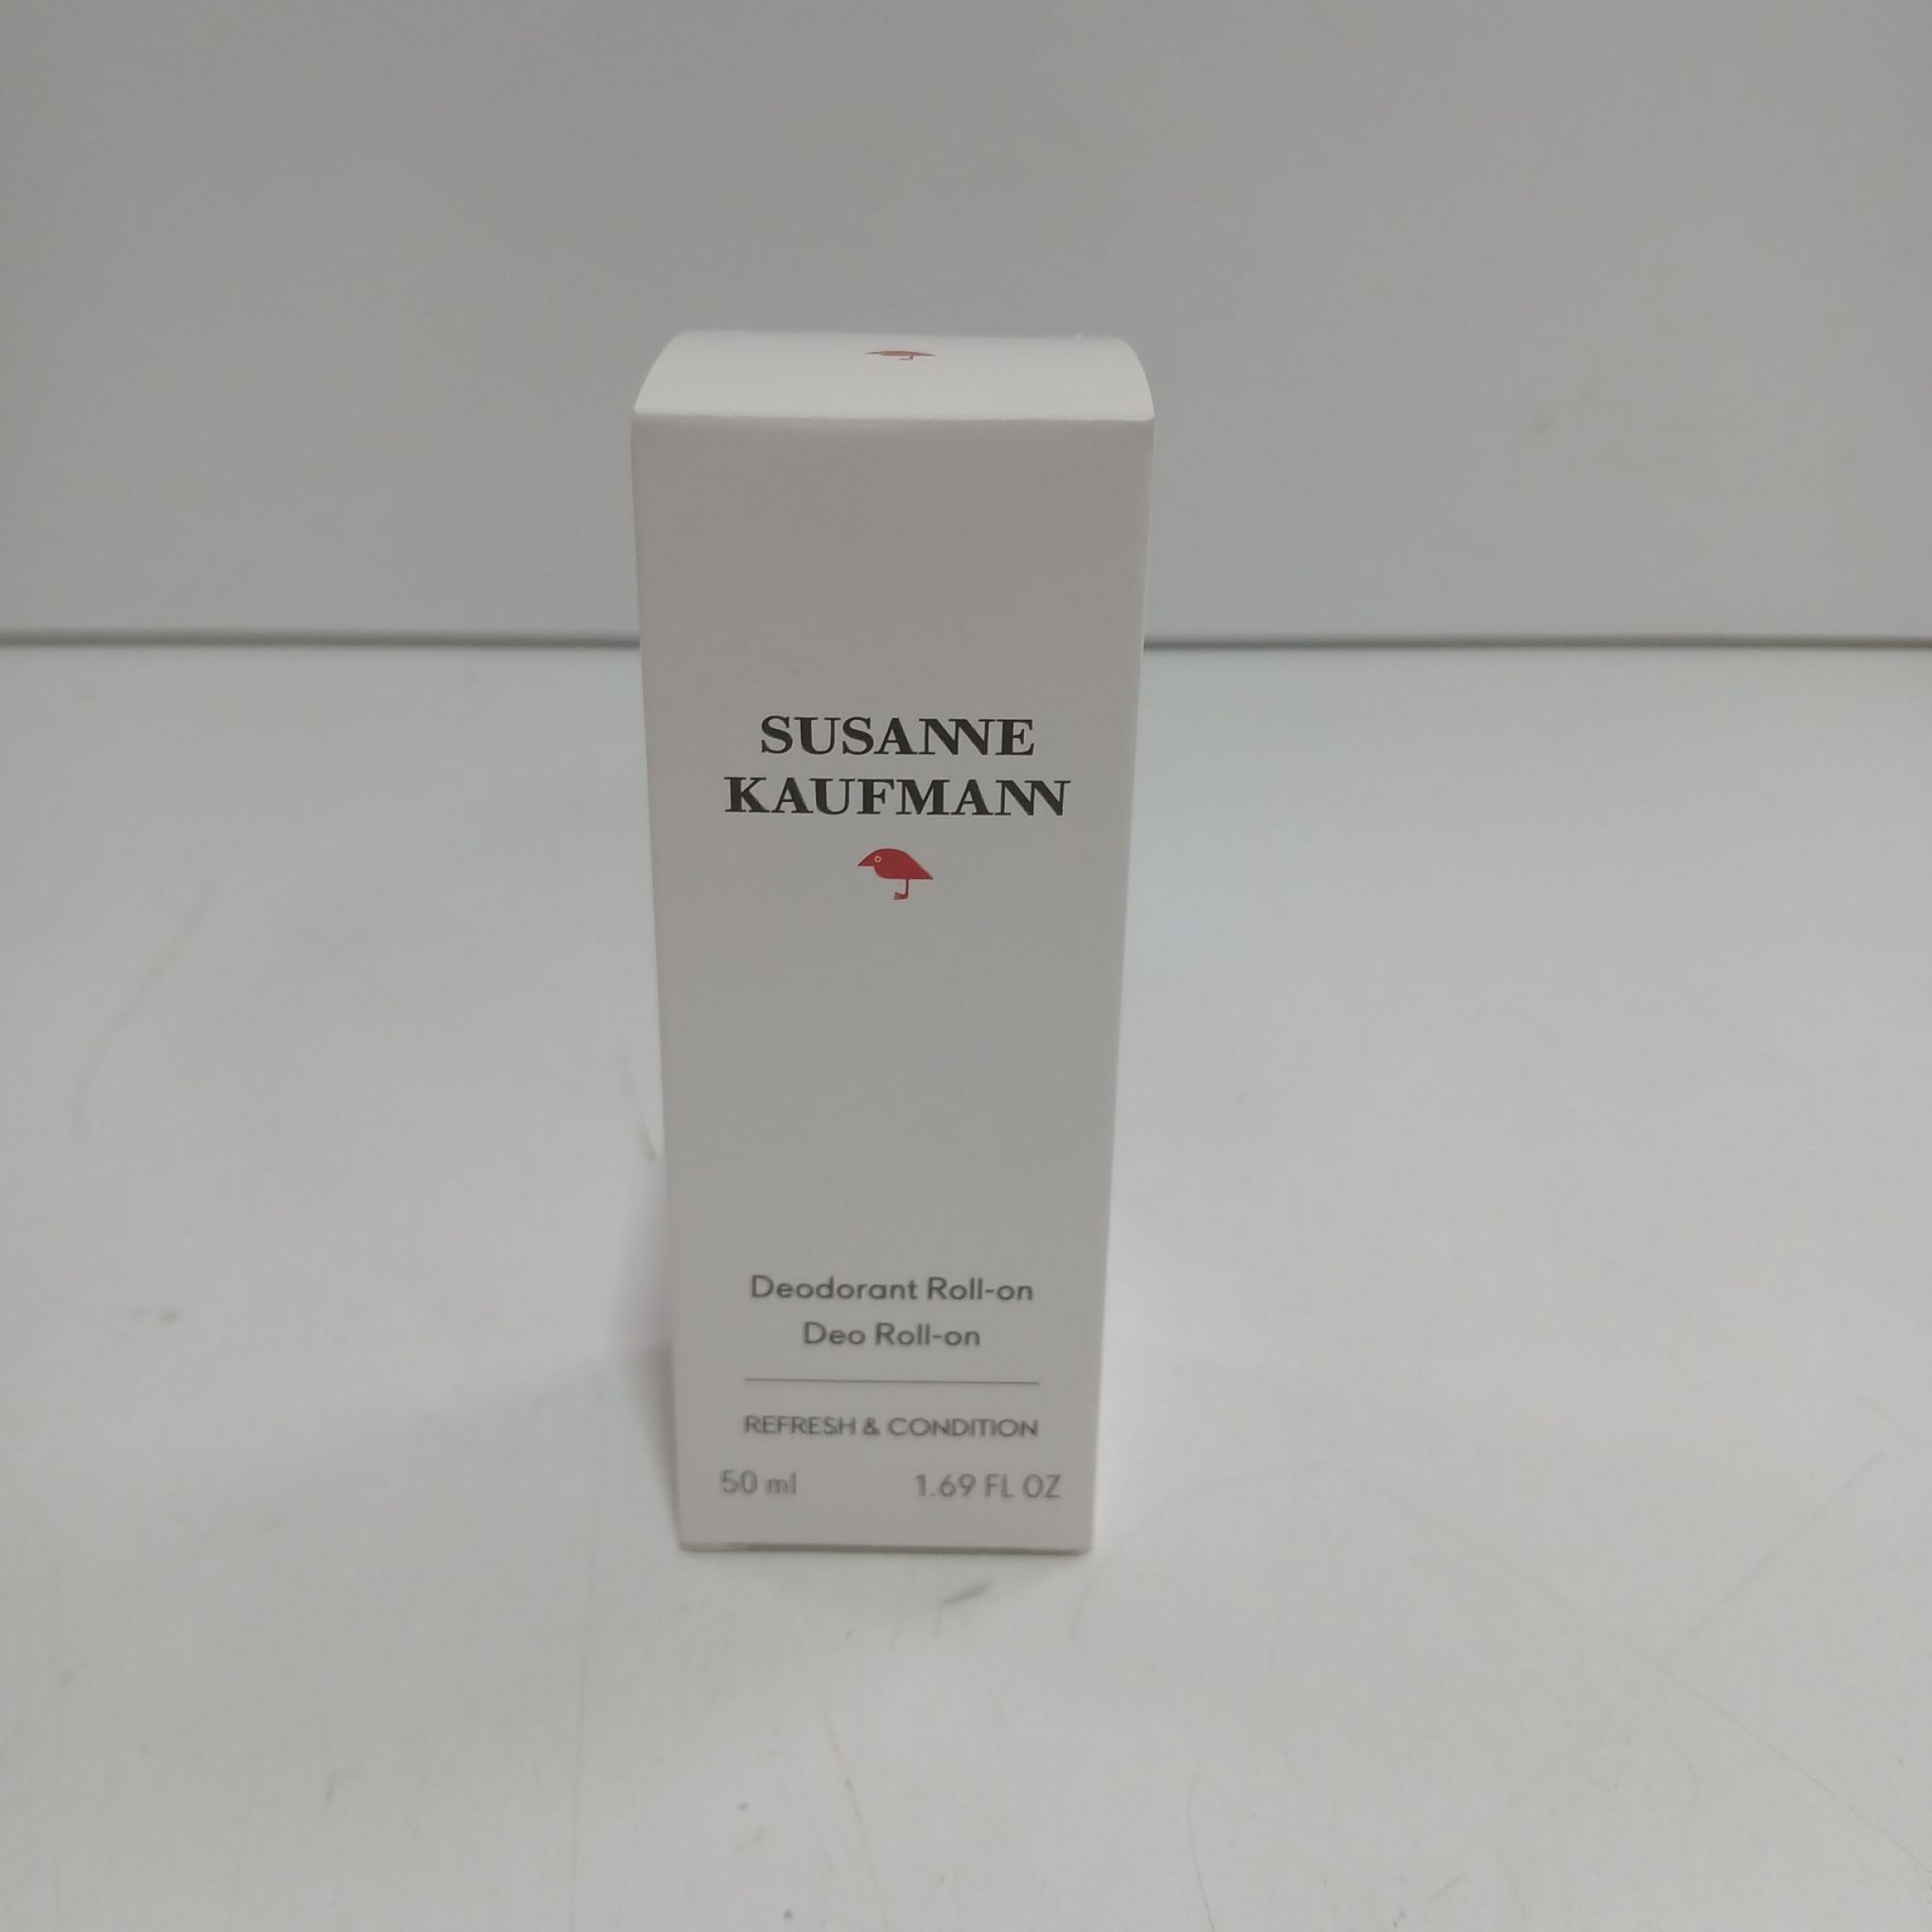 SUSANNE
KAUFMANN
Deodorant Roll-on
Deo Roll-on
REFRESH & CONDITION
50 ml 1.69 FL OZ